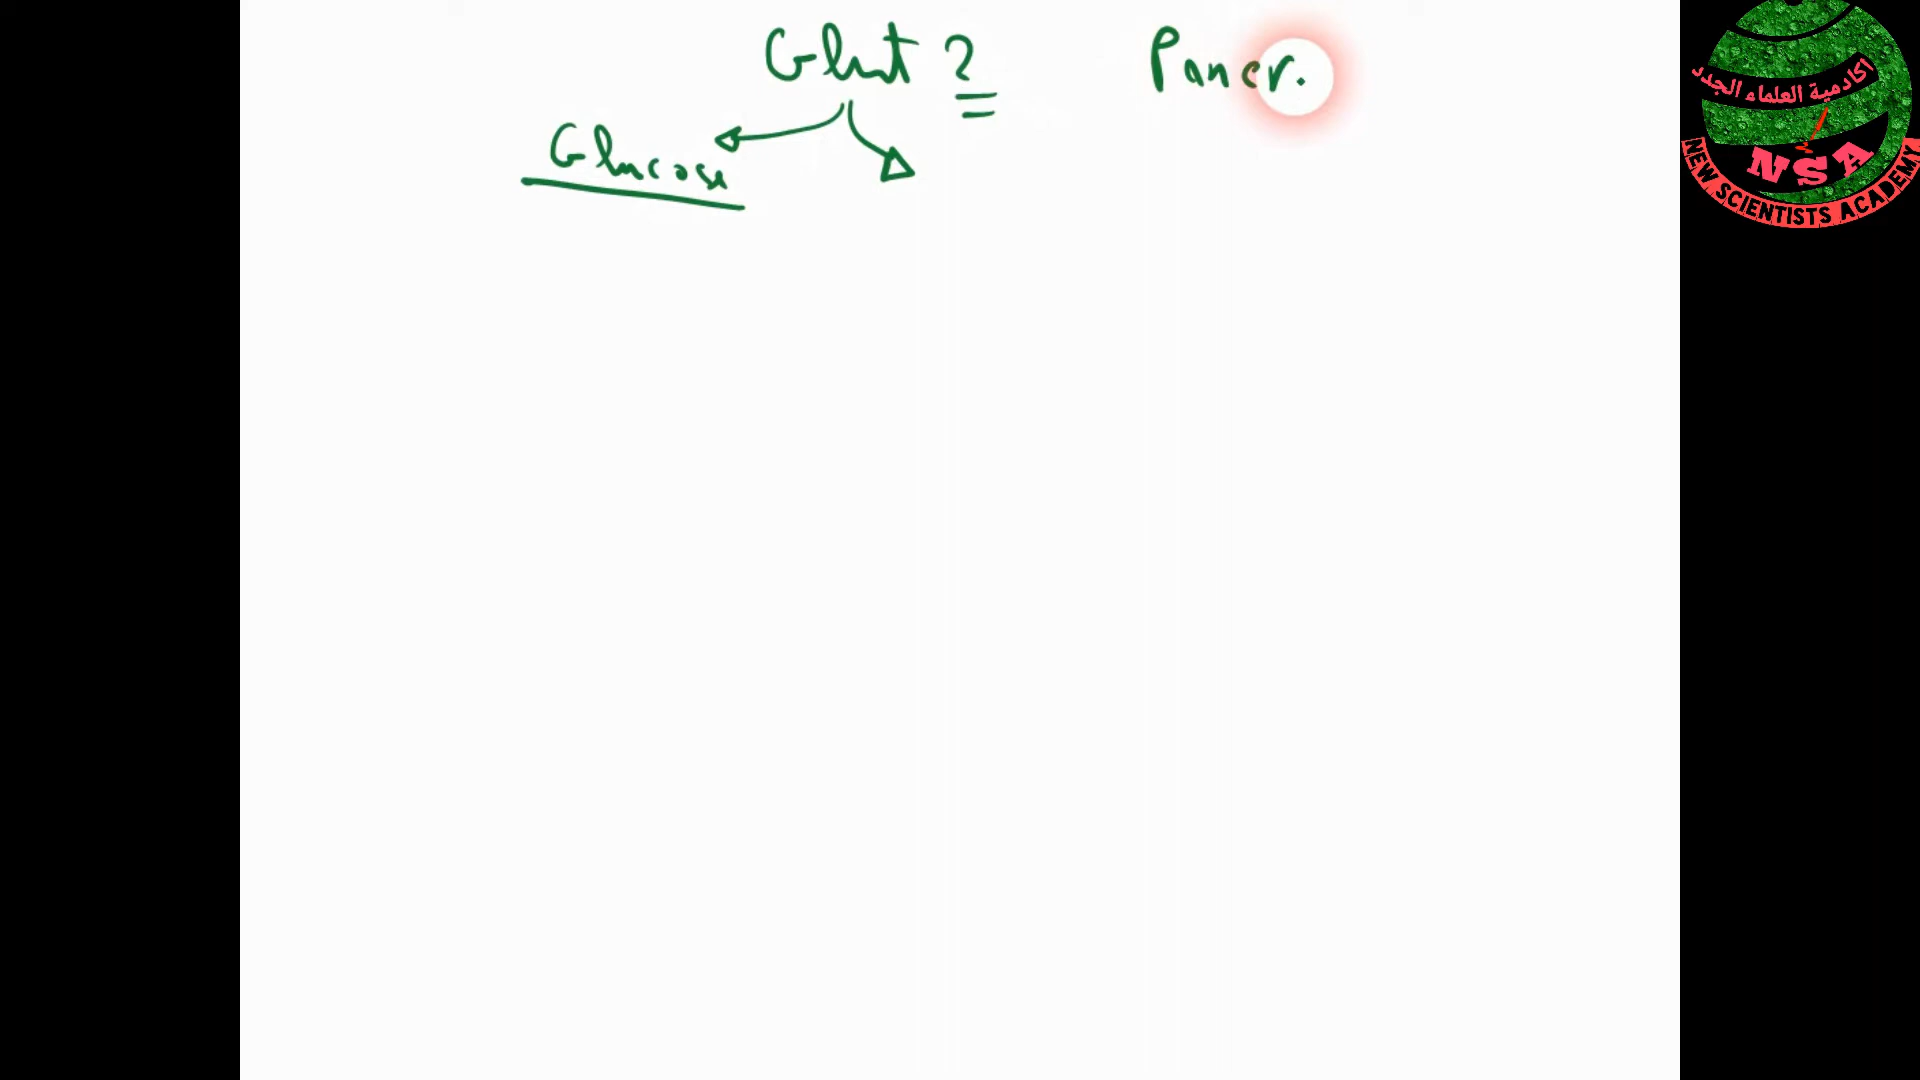 Glut 2 Pancr.
Glucose
اكادمية العلماء الجدد
NSA
NEW SCIENTISTS ACADEMY